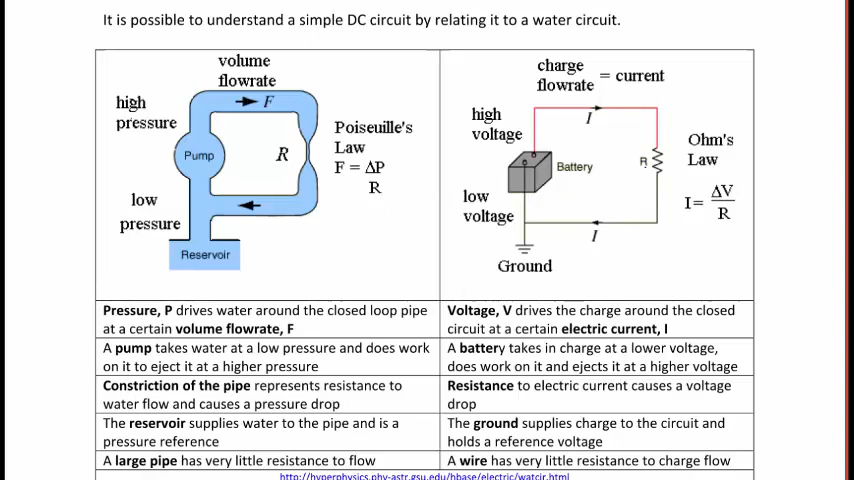 It is possible to understand a simple DC circuit by relating it to a water circuit.
volume
flowrate
F
high
pressure
Pump
R
Poiseuille's
Law
F = ΔP
R
low
pressure
Reservoir
charge
flowrate = current
I
high
voltage
Battery
R
Ohm's
Law
I = ΔV
R
low
voltage
I
Ground
Pressure, P drives water around the closed loop pipe
at a certain volume flowrate, F
Voltage, V drives the charge around the closed
circuit at a certain electric current, I
A pump takes water at a low pressure and does work
on it to eject it at a higher pressure
A battery takes in charge at a lower voltage,
does work on it and ejects it at a higher voltage
Constriction of the pipe represents resistance to
water flow and causes a pressure drop
Resistance to electric current causes a voltage
drop
The reservoir supplies water to the pipe and is a
pressure reference
The ground supplies charge to the circuit and
holds a reference voltage
A large pipe has very little resistance to flow
A wire has very little resistance to charge flow
http://hyperphysics.phy-astr.gsu.edu/hbase/electric/watcir.html